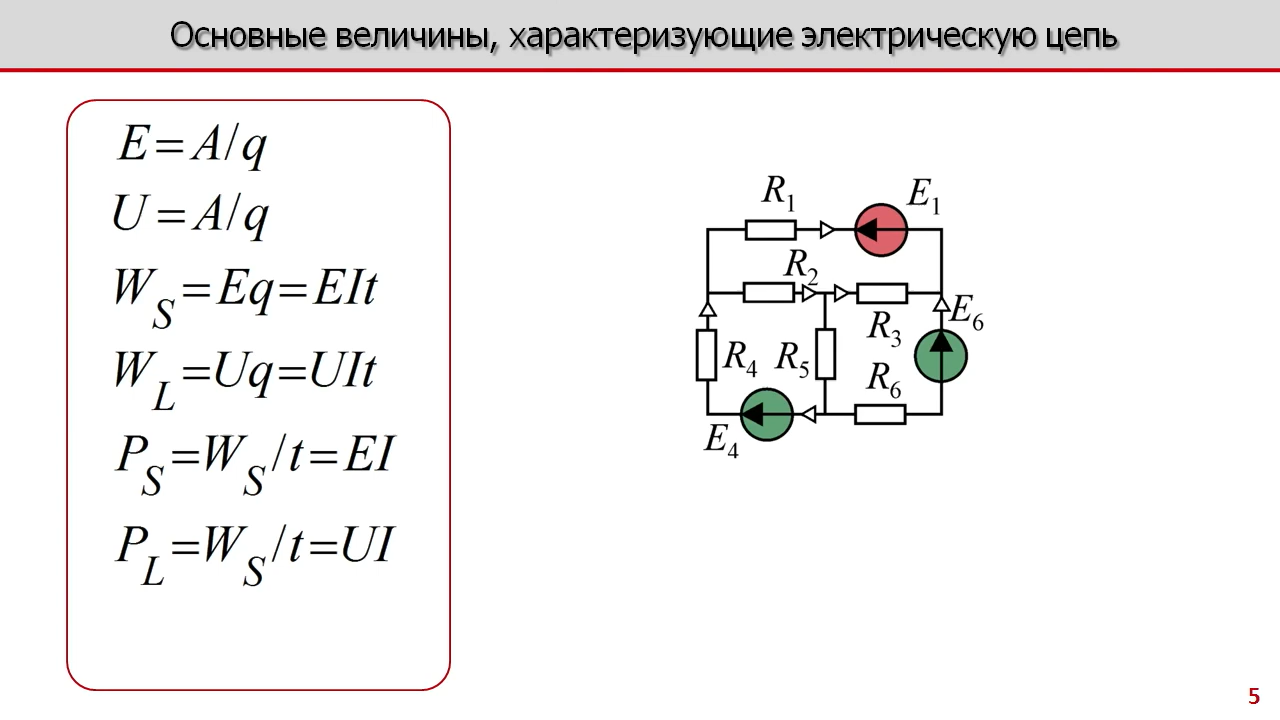 Основные величины, характеризующие электрическую цепь
E = A/q
U = A/q
W_S = Eq = EIt
W_L = Uq = UIt
P_S = W_S/t = EI
P_L = W_S/t = UI
R_1
E_1
R_2
R_3
E_6
R_4
R_5
R_6
E_4
5